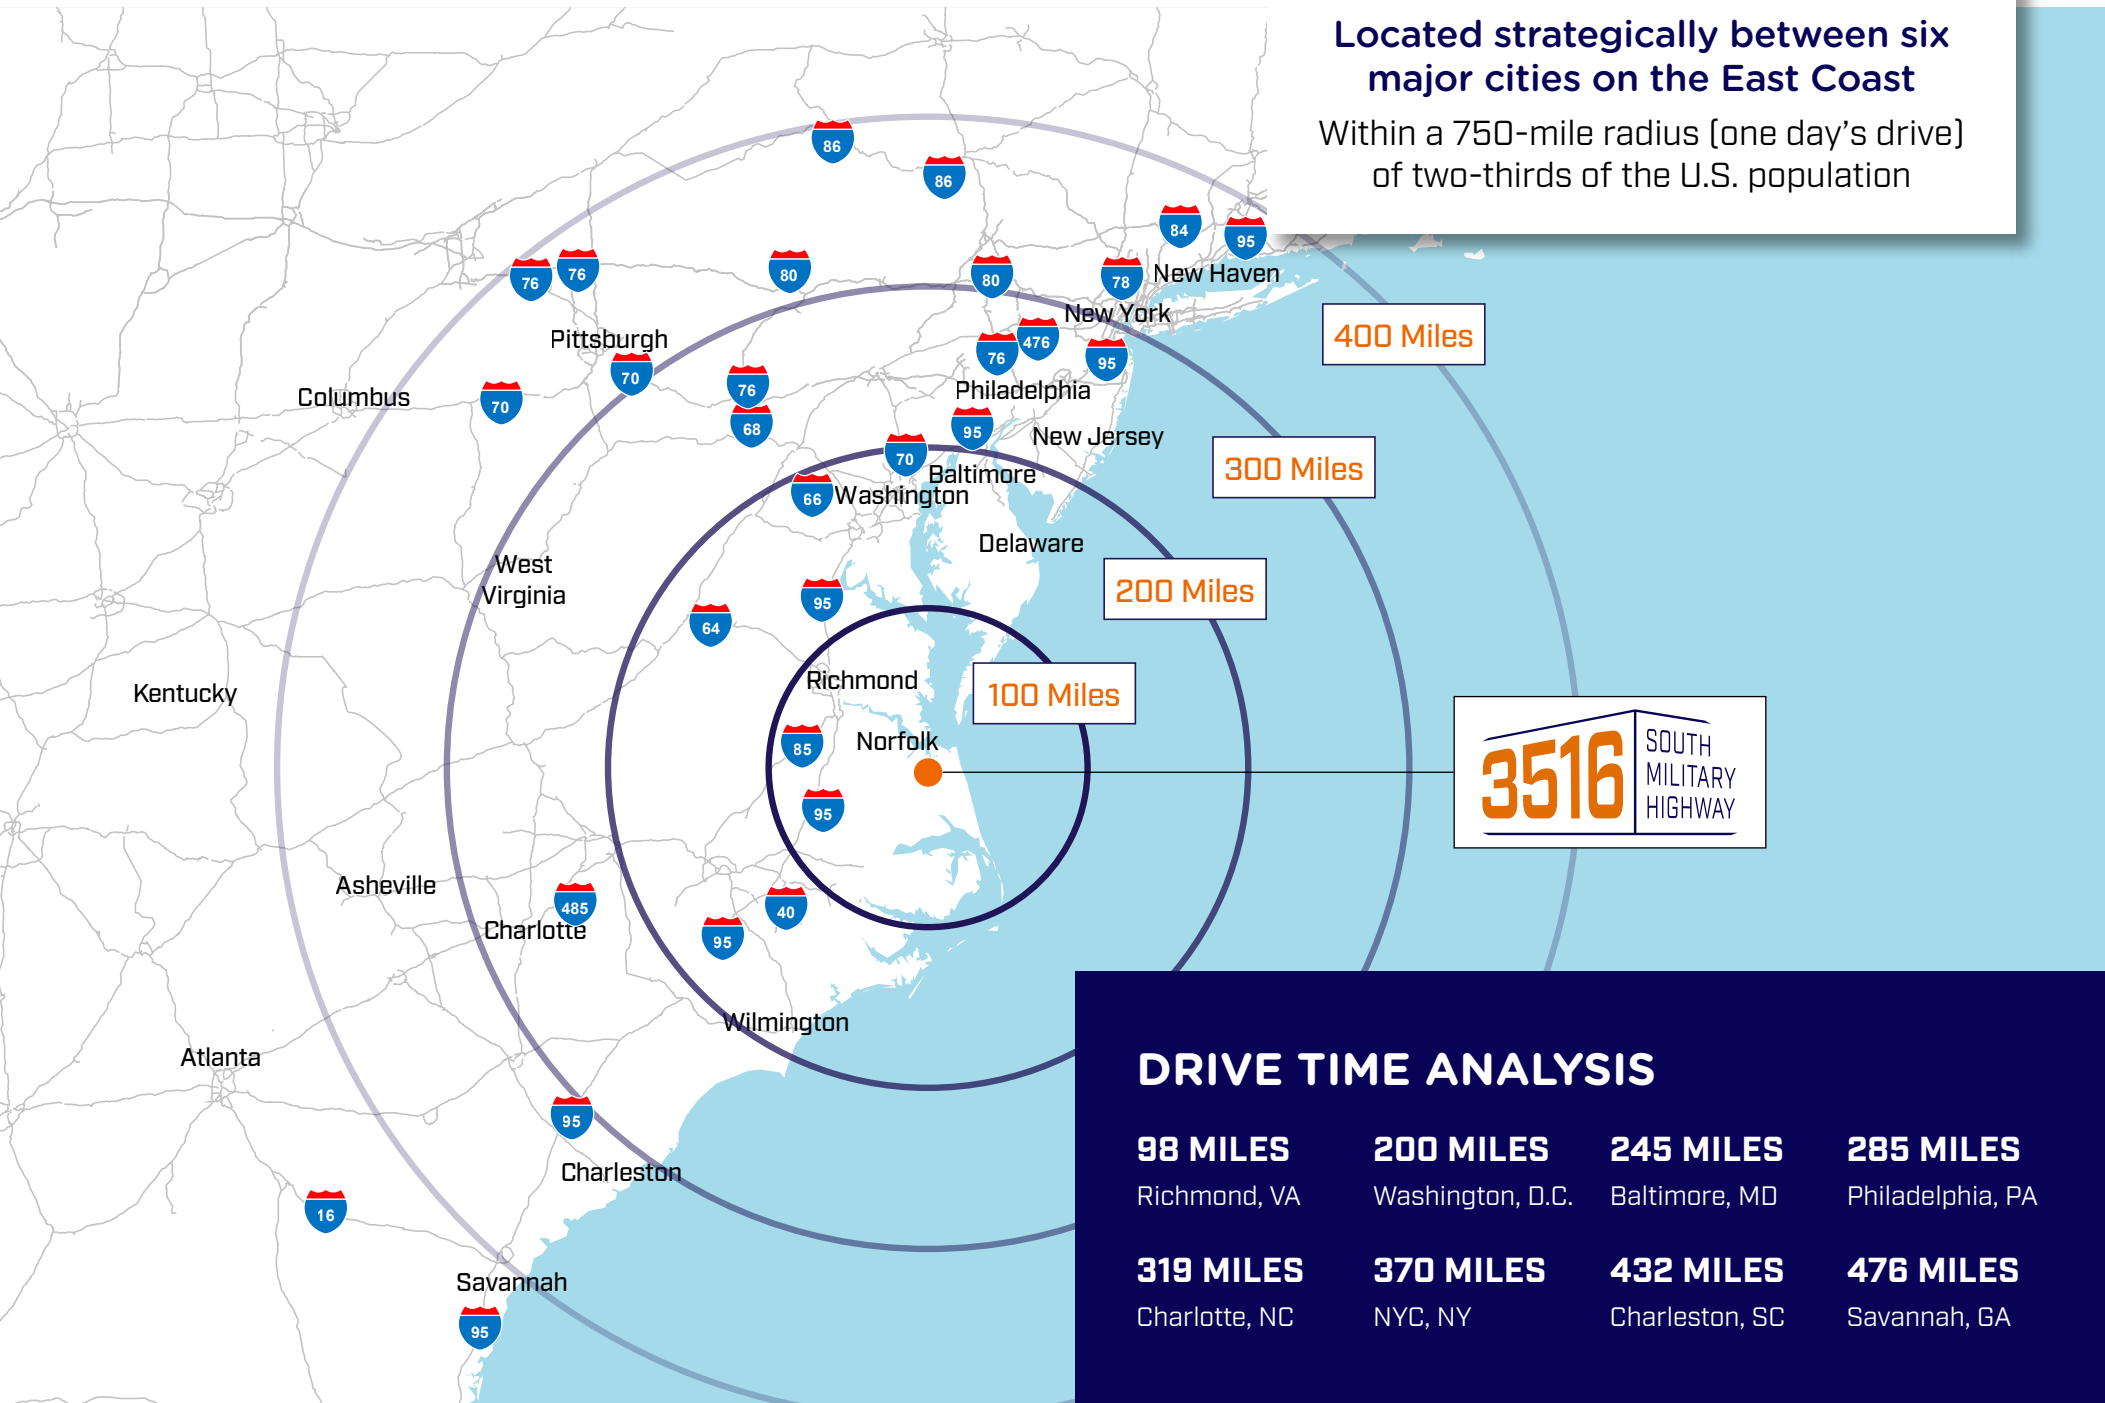 Located strategically between six
major cities on the East Coast
Within a 750-mile radius (one day's drive)
of two-thirds of the U.S. population
86
86
84
95
76
76
80
80
78
New Haven
New York
400 Miles
Pittsburgh
476
76
95
70
76
Philadelphia
Columbus
70
68
95
New Jersey
70
300 Miles
Baltimore
66
Washington
Delaware
West
Virginia
200 Miles
95
64
Richmond
100 Miles
Kentucky
Norfolk
85
3516
SOUTH
MILITARY
HIGHWAY
95
Asheville
485
40
Charlotte
95
Wilmington
Atlanta
95
Charleston
16
Savannah
95
DRIVE TIME ANALYSIS
98 MILES
Richmond, VA
200 MILES
Washington, D.C.
245 MILES
Baltimore, MD
285 MILES
Philadelphia, PA
319 MILES
Charlotte, NC
370 MILES
NYC, NY
432 MILES
Charleston, SC
476 MILES
Savannah, GA